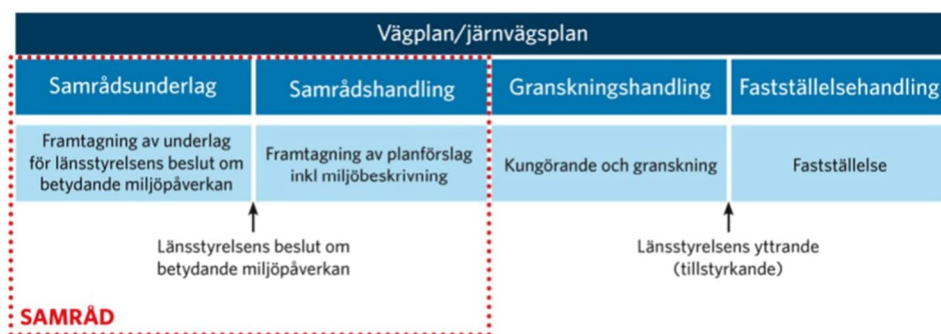 Vägplan/järnvägsplan
Samrådsunderlag
Samrådshandling
Granskningshandling
Fastställelsehandling
Framtagning av underlag
för länsstyrelsens beslut om
betydande miljöpåverkan
Framtagning av planförslag
inkl miljöbeskrivning
Kungörande och granskning
Fastställelse
Länsstyrelsens beslut om
betydande miljöpåverkan
Länsstyrelsens yttrande
(tillstyrkande)
SAMRÅD